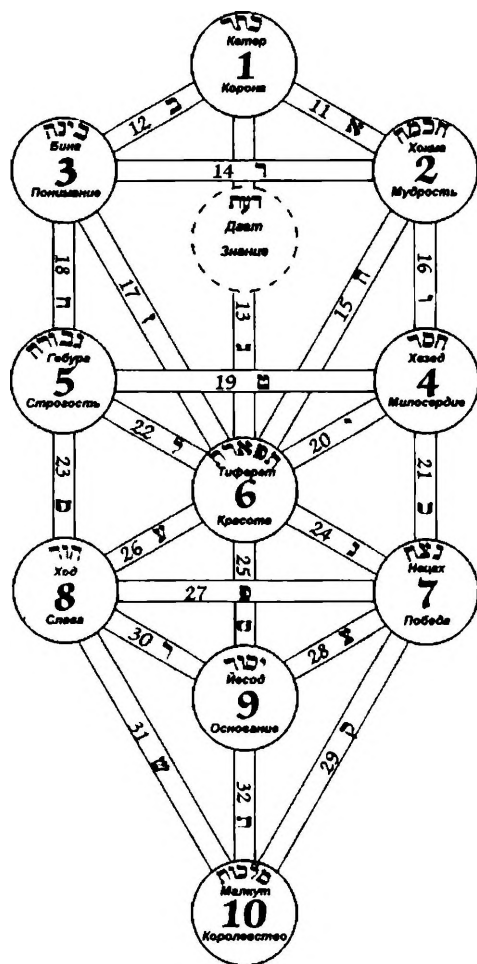 כתר
Кетер
1
Корона
12 ב
11 א
בינה
Бина
3
Понимание
חכמה
Хокма
2
Мудрость
14 ד
דעת
Даат
Знание
18
17 ז
13
15
16 ו
גבורה
Гебура
5
Строгость
חסד
Хезед
4
Милосердие
19 ט
22 ל
20 י
תפארת
Тиферет
6
Красота
23
21
26 ע
24 נ
25
הוד
Ход
8
Слава
נצח
Нецах
7
Победа
27
30 ר
28 צ
יסוד
Йесод
9
Основание
31 ש
32 ת
29 ק
מלכות
Малкут
10
Королевство